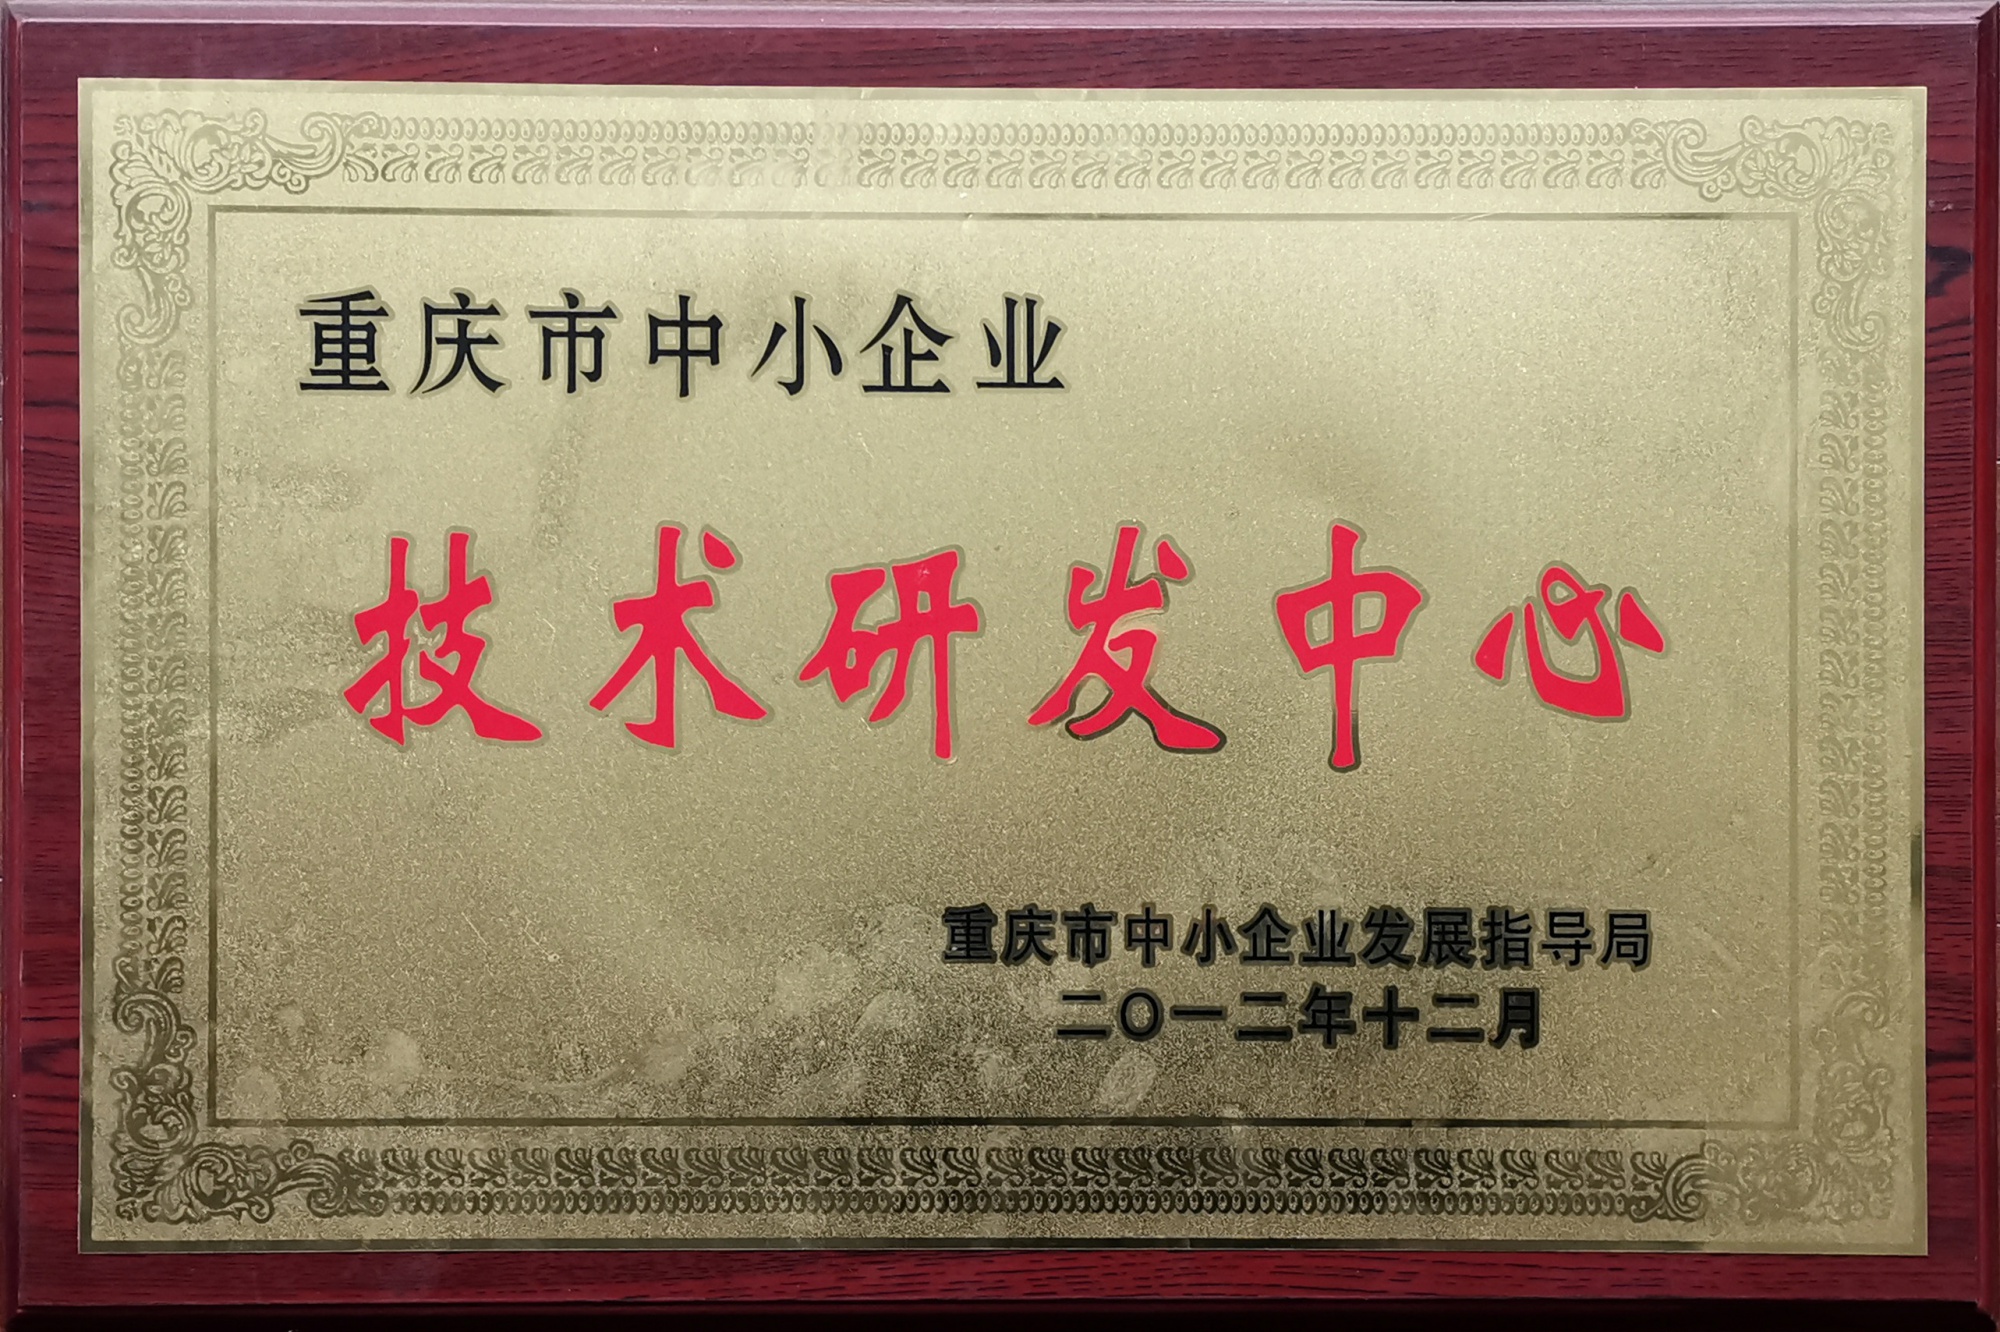 重庆市中小企业
技术研发中心
重庆市中小企业发展指导局
二〇一二年十二月